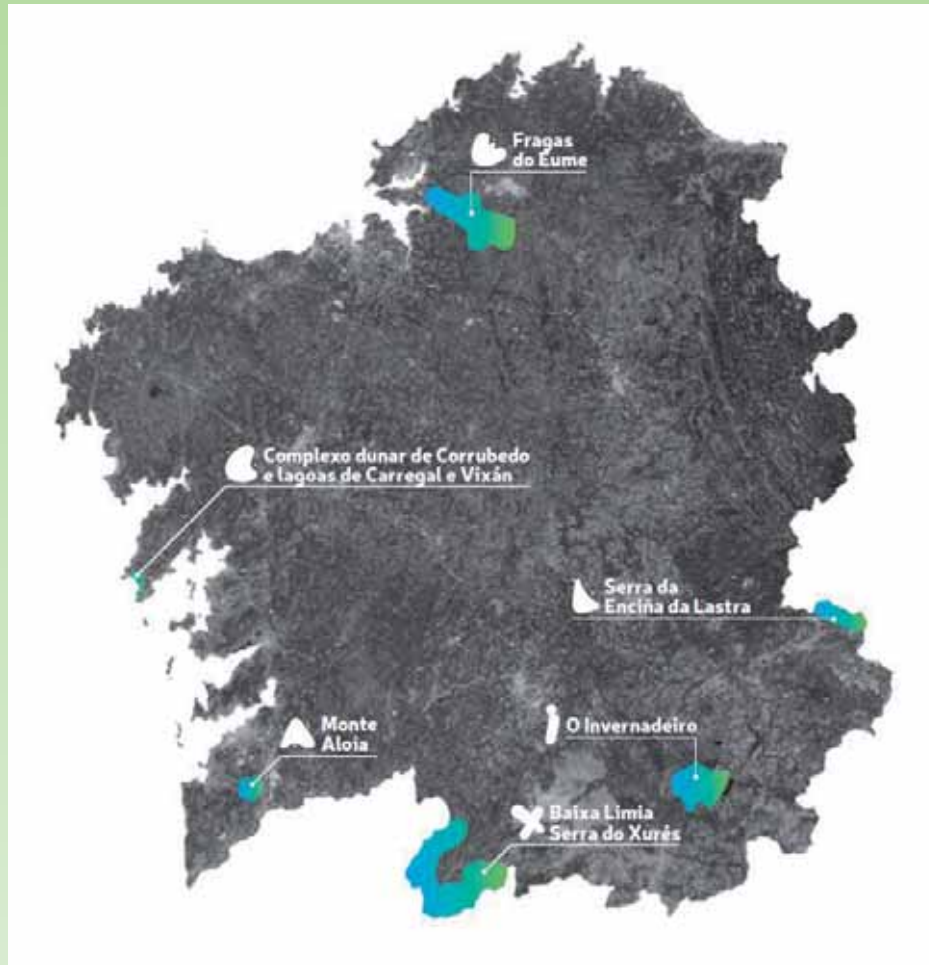 Fragas
do Eume
Complexo dunar de Corrubedo
e lagoas de Carregal e Vixán
Serra da
Enciña da Lastra
Monte
Aloia
O Invernadeiro
Baixa Limia
Serra do Xurés